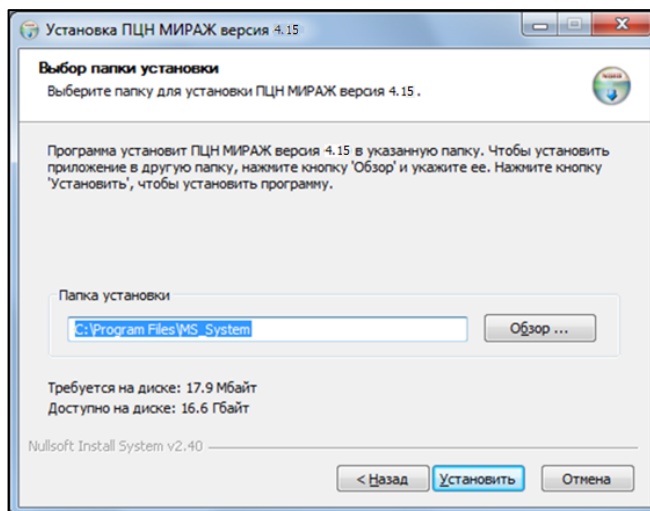 Установка ПЦН МИРАЖ версия 4.15
Выбор папки установки
Выберите папку для установки ПЦН МИРАЖ версия 4.15.
Программа установит ПЦН МИРАЖ версия 4.15 в указанную папку. Чтобы установить
приложение в другую папку, нажмите кнопку 'Обзор' и укажите ее. Нажмите кнопку
'Установить', чтобы установить программу.
Папка установки
C:\Program Files\MS_System
Обзор ...
Требуется на диске: 17.9 Мбайт
Доступно на диске: 16.6 Гбайт
Nullsoft Install System v2.40
< Назад
Установить
Отмена